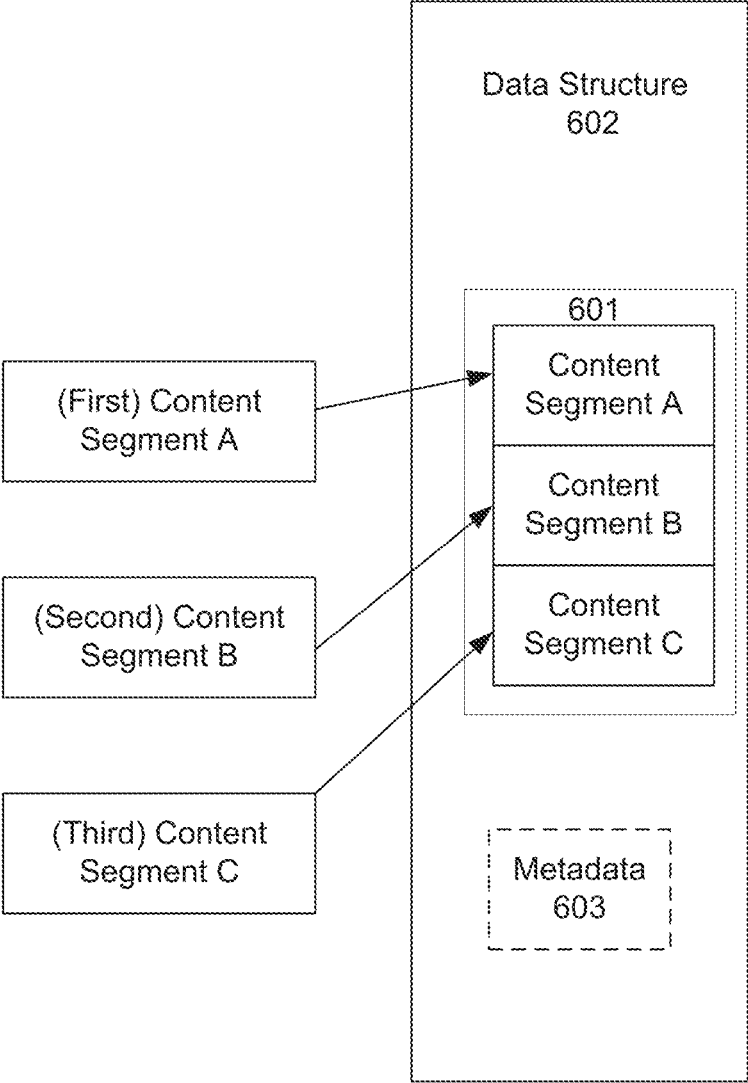 Data Structure
602
601
(First) Content
Segment A
Content
Segment A
(Second) Content
Segment B
Content
Segment B
(Third) Content
Segment C
Content
Segment C
Metadata
603